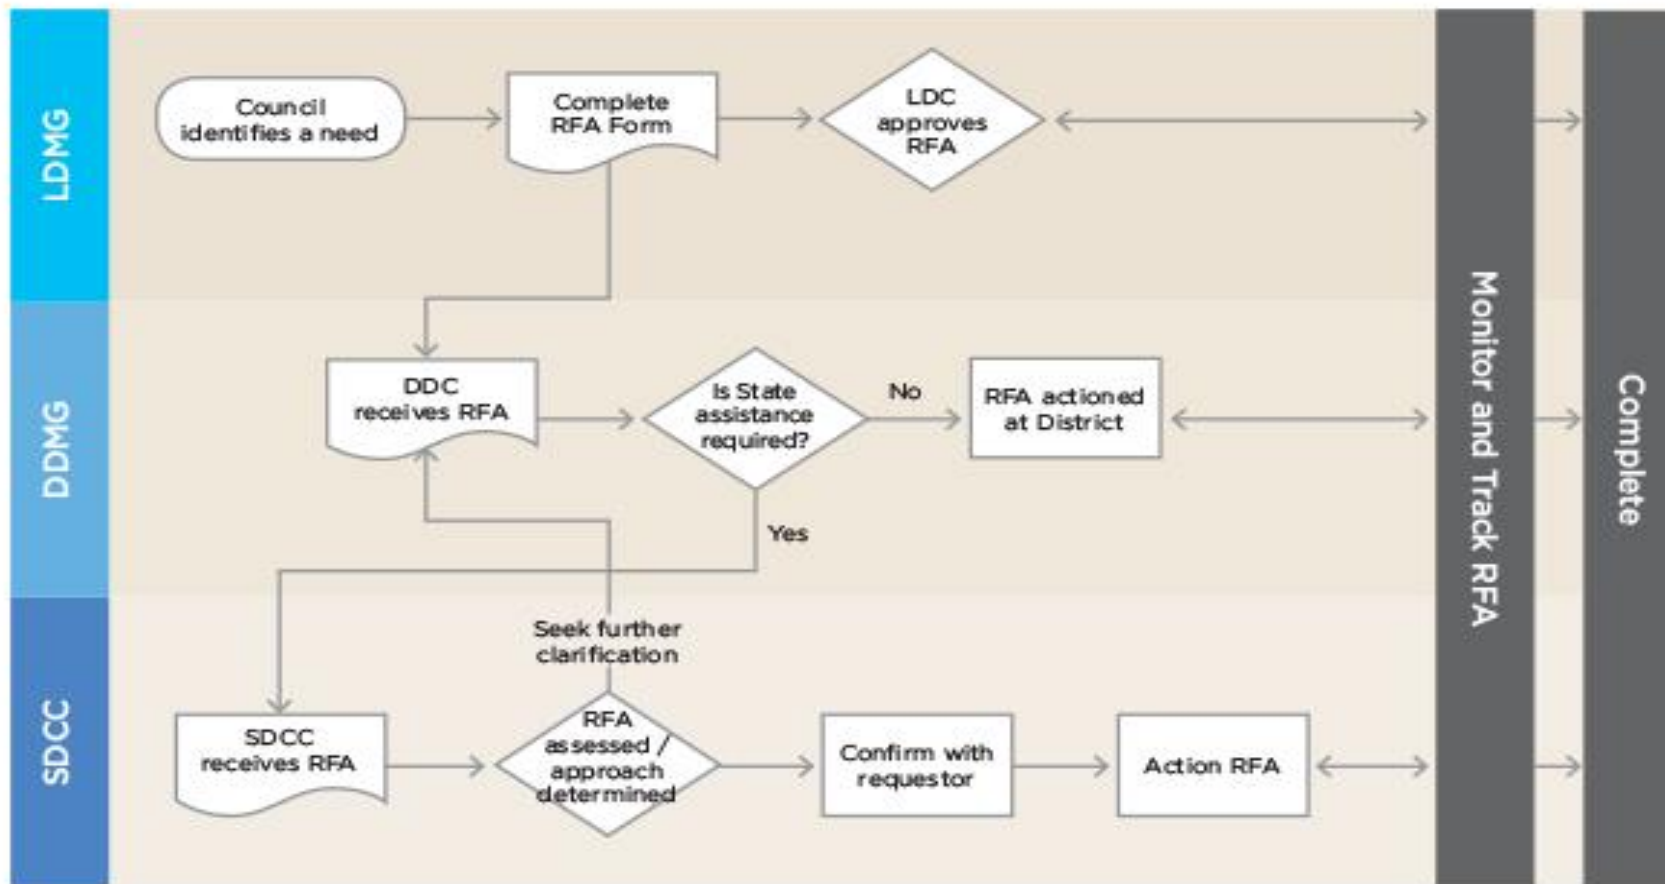 LDMG
Council
identifies a need
Complete
RFA Form
LDC
approves
RFA
DDMG
DDC
receives RFA
Is State
assistance
required?
No
RFA actioned
at District
Yes
SDCC
Seek further
clarification
SDCC
receives RFA
RFA
assessed /
approach
determined
Confirm with
requestor
Action RFA
Monitor and Track RFA
Complete